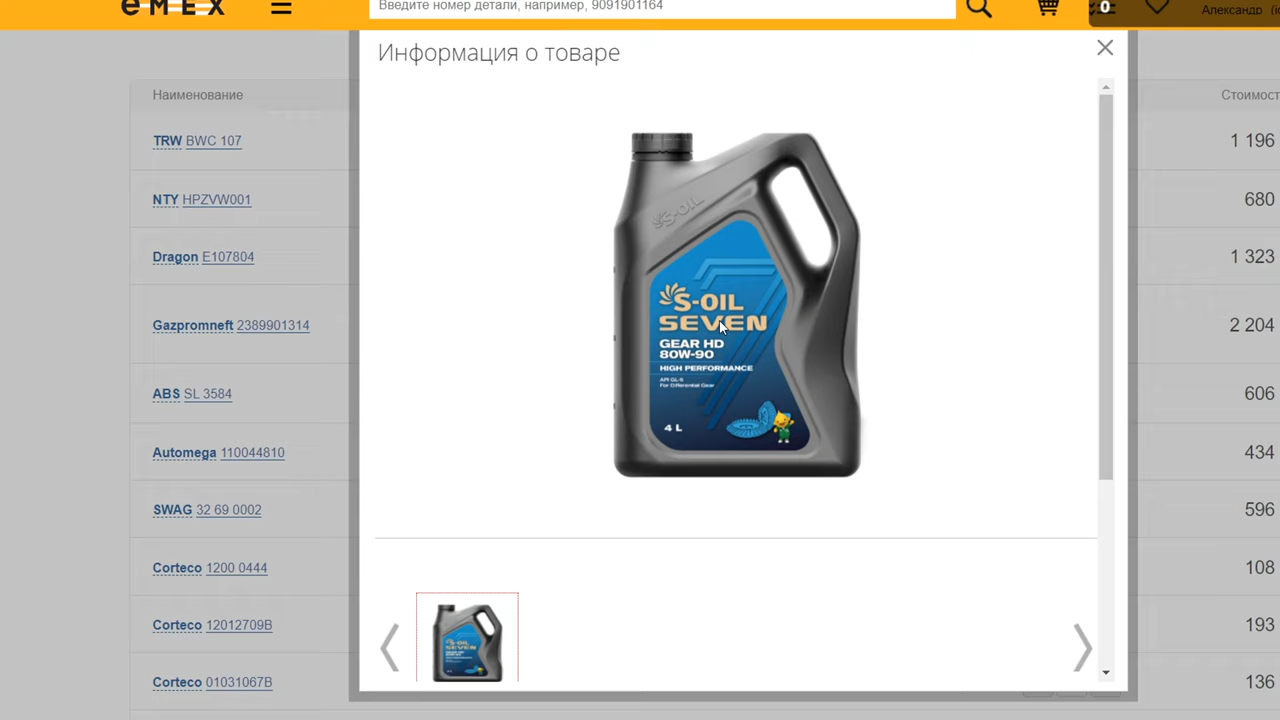 emex
Введите номер детали, например, 9091901164
0
Александр
Информация о товаре
Наименование
Стоимост
TRW BWC 107
1 196
NTY HPZVW001
680
Dragon E107804
1 323
Gazpromneft 2389901314
2 204
ABS SL 3584
606
Automega 110044810
434
SWAG 32 69 0002
596
Corteco 1200 0444
108
Corteco 12012709B
193
Corteco 01031067B
136
S-OIL
S-OIL
SEVEN
GEAR HD
80W-90
HIGH PERFORMANCE
API GL-5
For Differential Gear
4 L